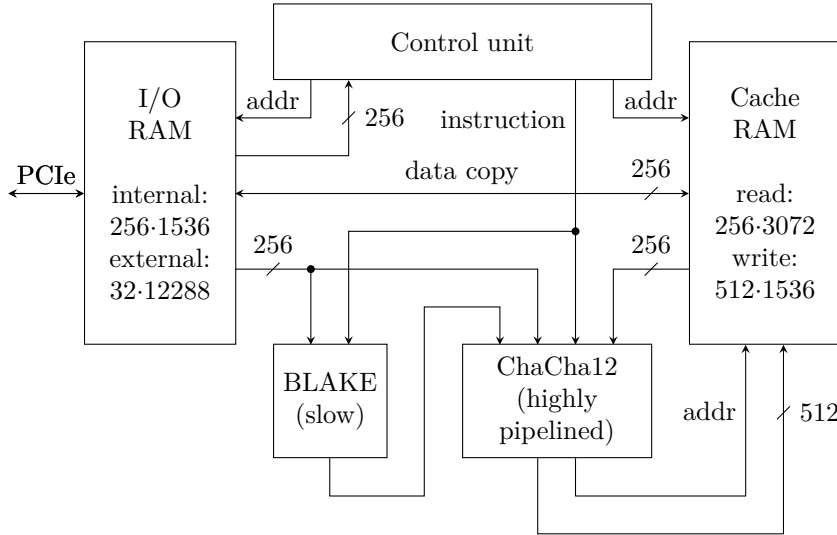 Control unit
I/O
RAM
internal:
256·1536
external:
32·12288
PCIe
addr
256
instruction
addr
Cache
RAM
read:
256·3072
write:
512·1536
data copy
256
256
256
BLAKE
(slow)
ChaCha12
(highly
pipelined)
addr
512